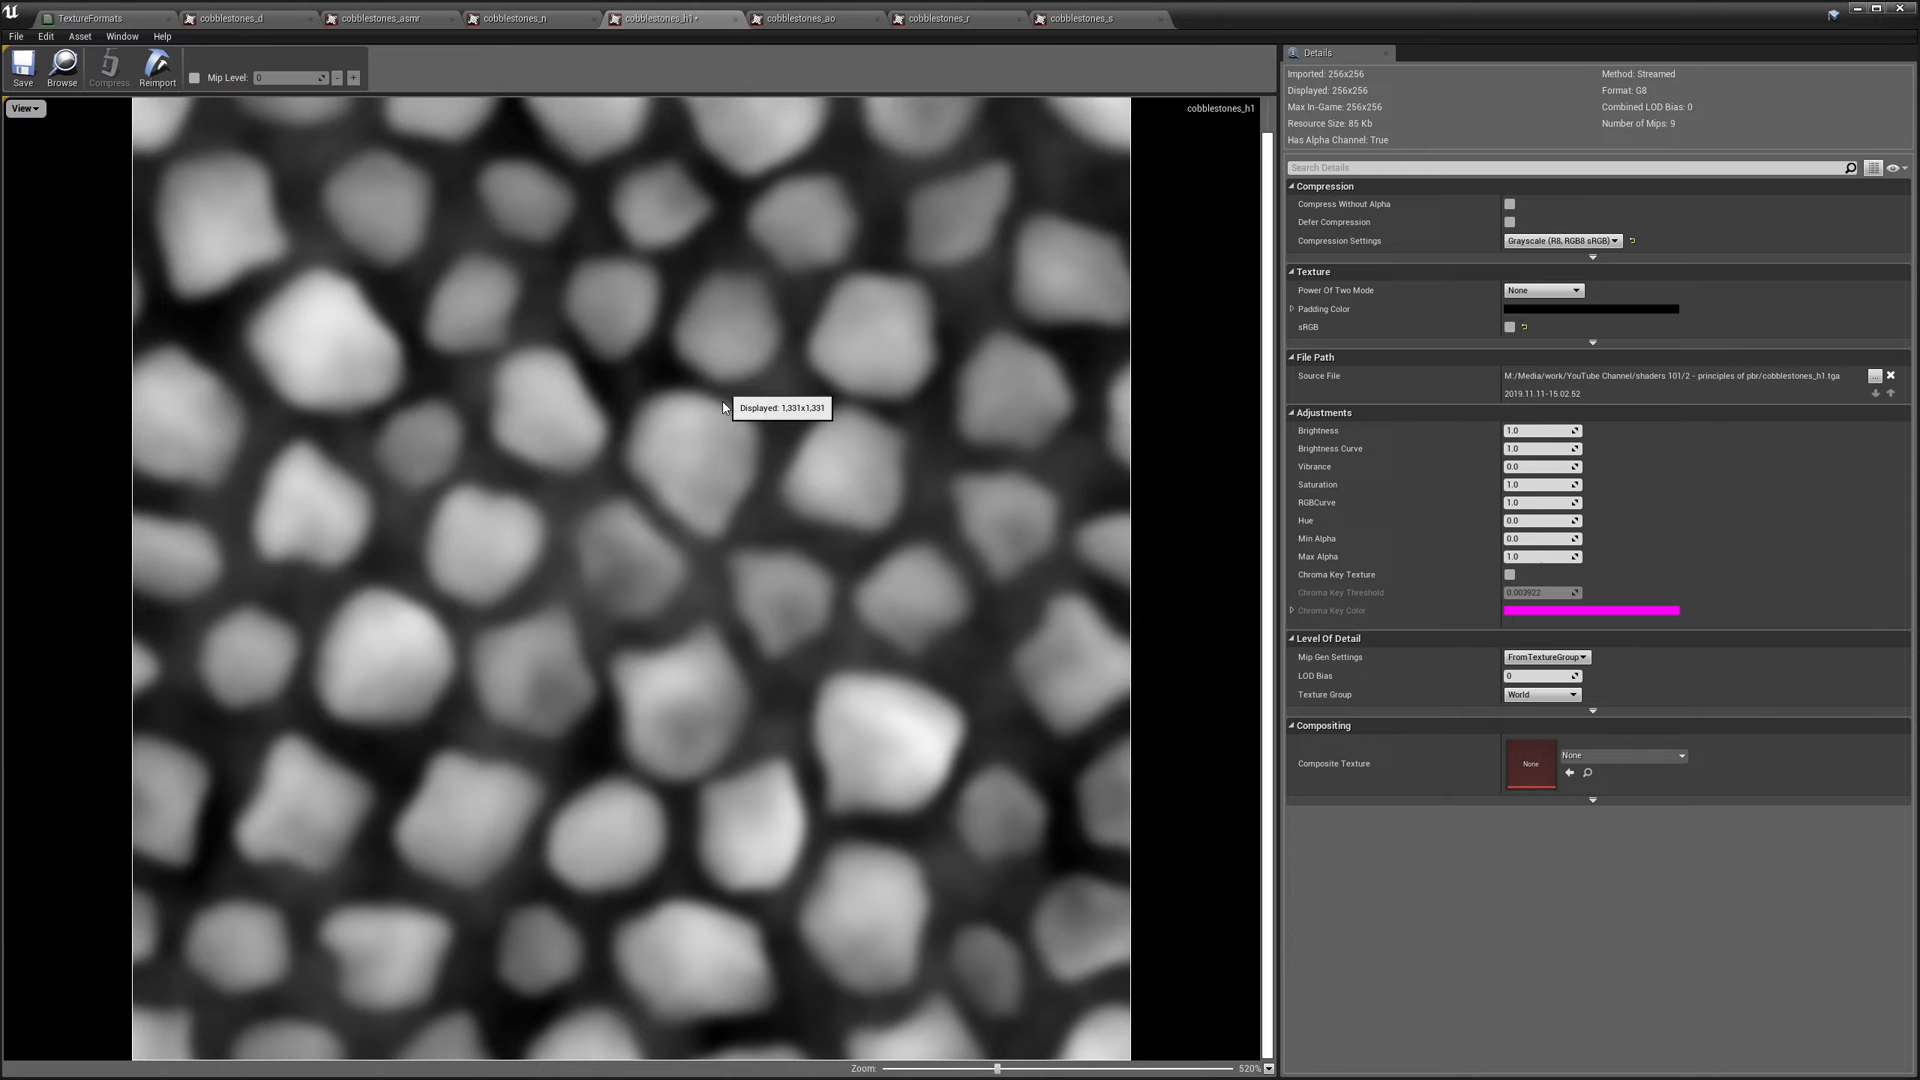 TextureFormats
cobblestones_d
cobblestones_asmr
cobblestones_n
cobblestones_h1*
cobblestones_ao
cobblestones_r
cobblestones_s
File
Edit
Asset
Window
Help
Save
Browse
Compress
Reimport
Mip Level:
0
-
+
View
cobblestones_h1
Displayed: 1,331x1,331
Zoom:
520%
Details
Imported: 256x256
Method: Streamed
Displayed: 256x256
Format: G8
Max In-Game: 256x256
Combined LOD Bias: 0
Resource Size: 85 Kb
Number of Mips: 9
Has Alpha Channel: True
Search Details
Compression
Compress Without Alpha
Defer Compression
Compression Settings
Grayscale (R8, RGB8 sRGB)
Texture
Power Of Two Mode
None
Padding Color
sRGB
File Path
Source File
M:/Media/work/YouTube Channel/shaders 101/2 - principles of pbr/cobblestones_h1.tga
...
2019.11.11-15.02.52
Adjustments
Brightness
1.0
Brightness Curve
1.0
Vibrance
0.0
Saturation
1.0
RGBCurve
1.0
Hue
0.0
Min Alpha
0.0
Max Alpha
1.0
Chroma Key Texture
Chroma Key Threshold
0.003922
Chroma Key Color
Level Of Detail
Mip Gen Settings
FromTextureGroup
LOD Bias
0
Texture Group
World
Compositing
Composite Texture
None
None